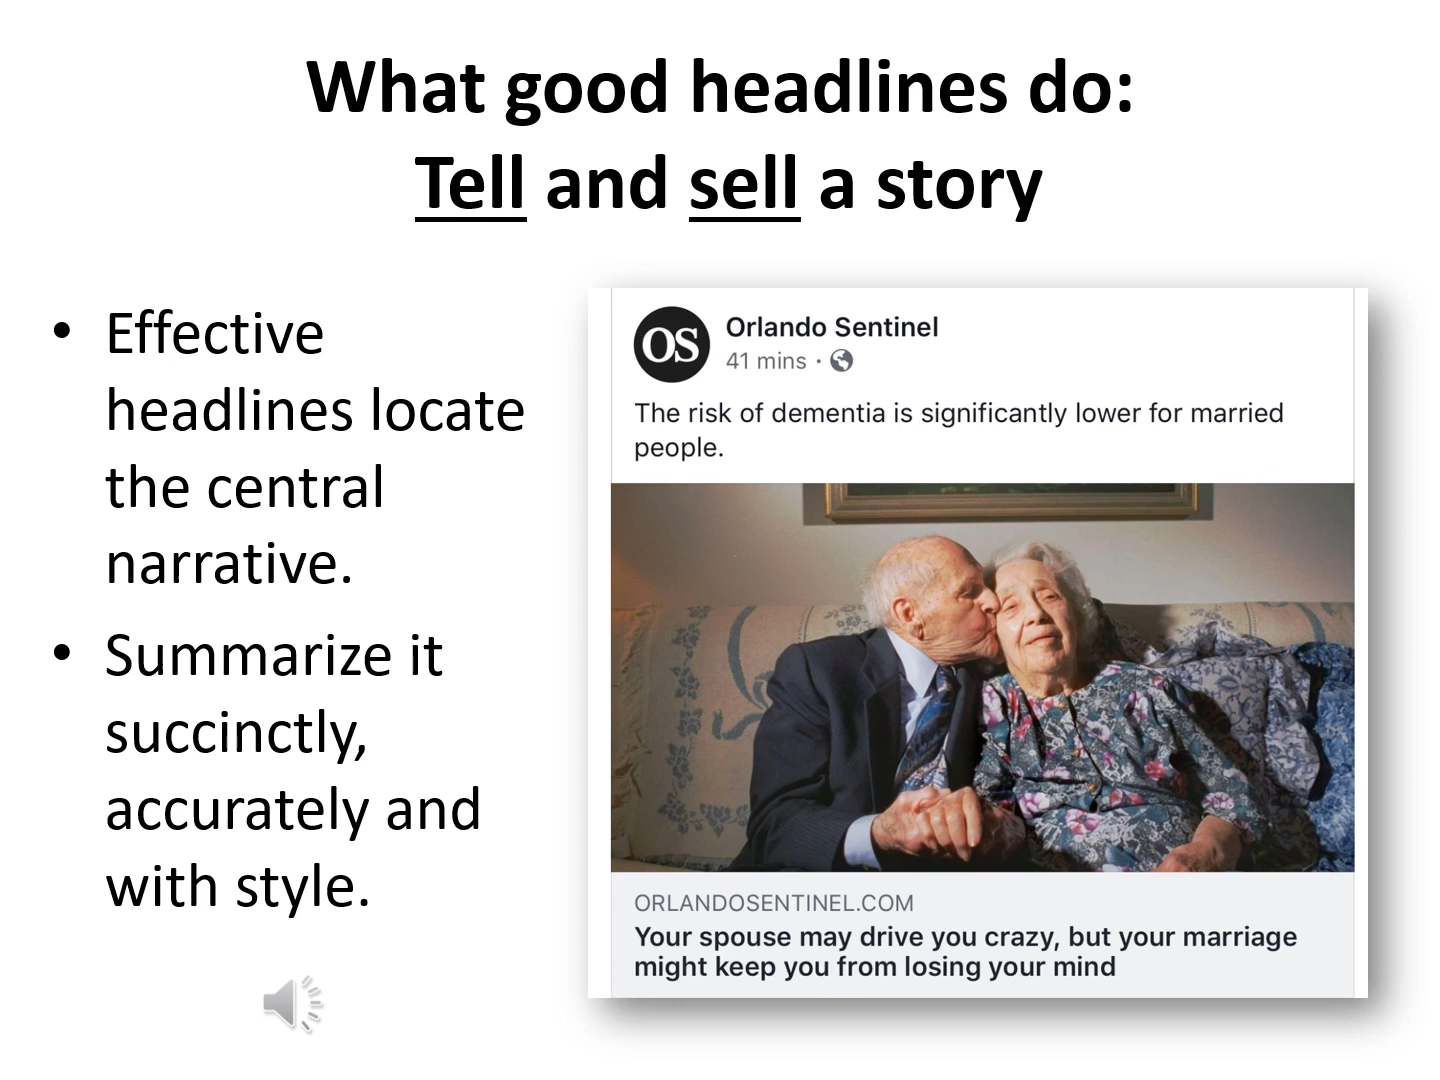 What good headlines do:
Tell and sell a story
• Effective
headlines locate
the central
narrative.
• Summarize it
succinctly,
accurately and
with style.
OS
Orlando Sentinel
41 mins ·
The risk of dementia is significantly lower for married
people.
ORLANDOSENTINEL.COM
Your spouse may drive you crazy, but your marriage
might keep you from losing your mind